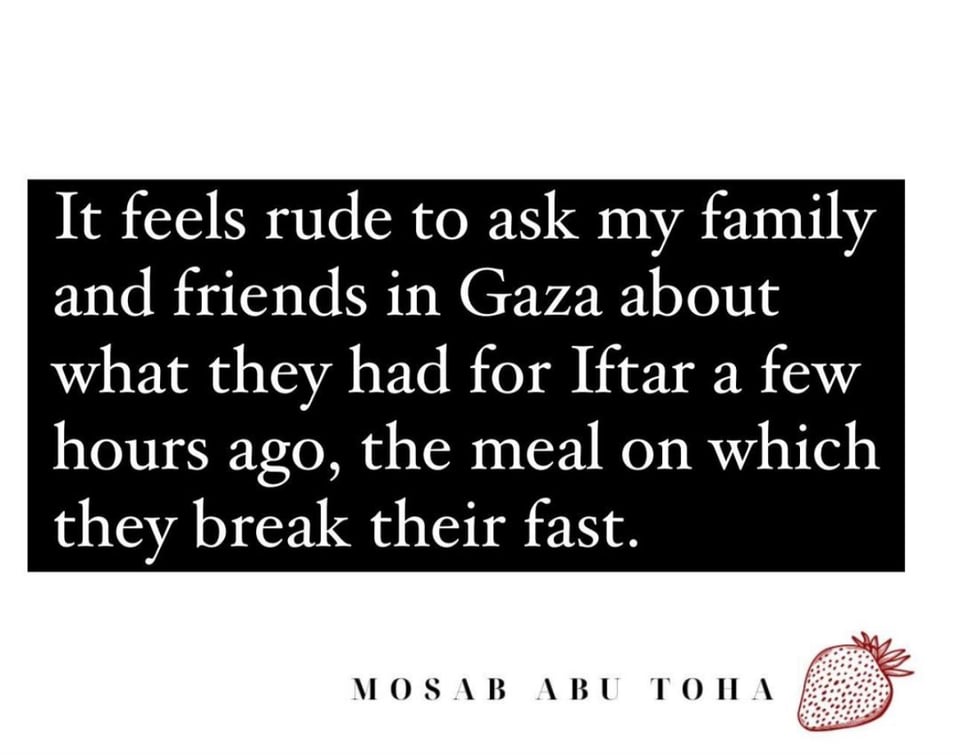 It feels rude to ask my family
and friends in Gaza about
what they had for Iftar a few
hours ago, the meal on which
they break their fast.
MOSAB ABU TOHA